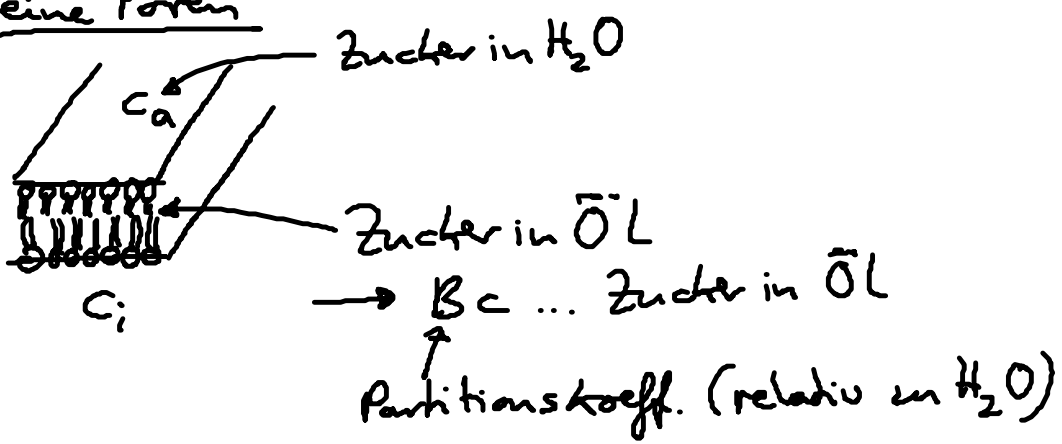 eine Poren
Zucker in H₂O
Cₐ
Zucker in ÖL
Cᵢ → Bc ... Zucker in ÖL
Partitionskoeff. (relativ zu H₂O)